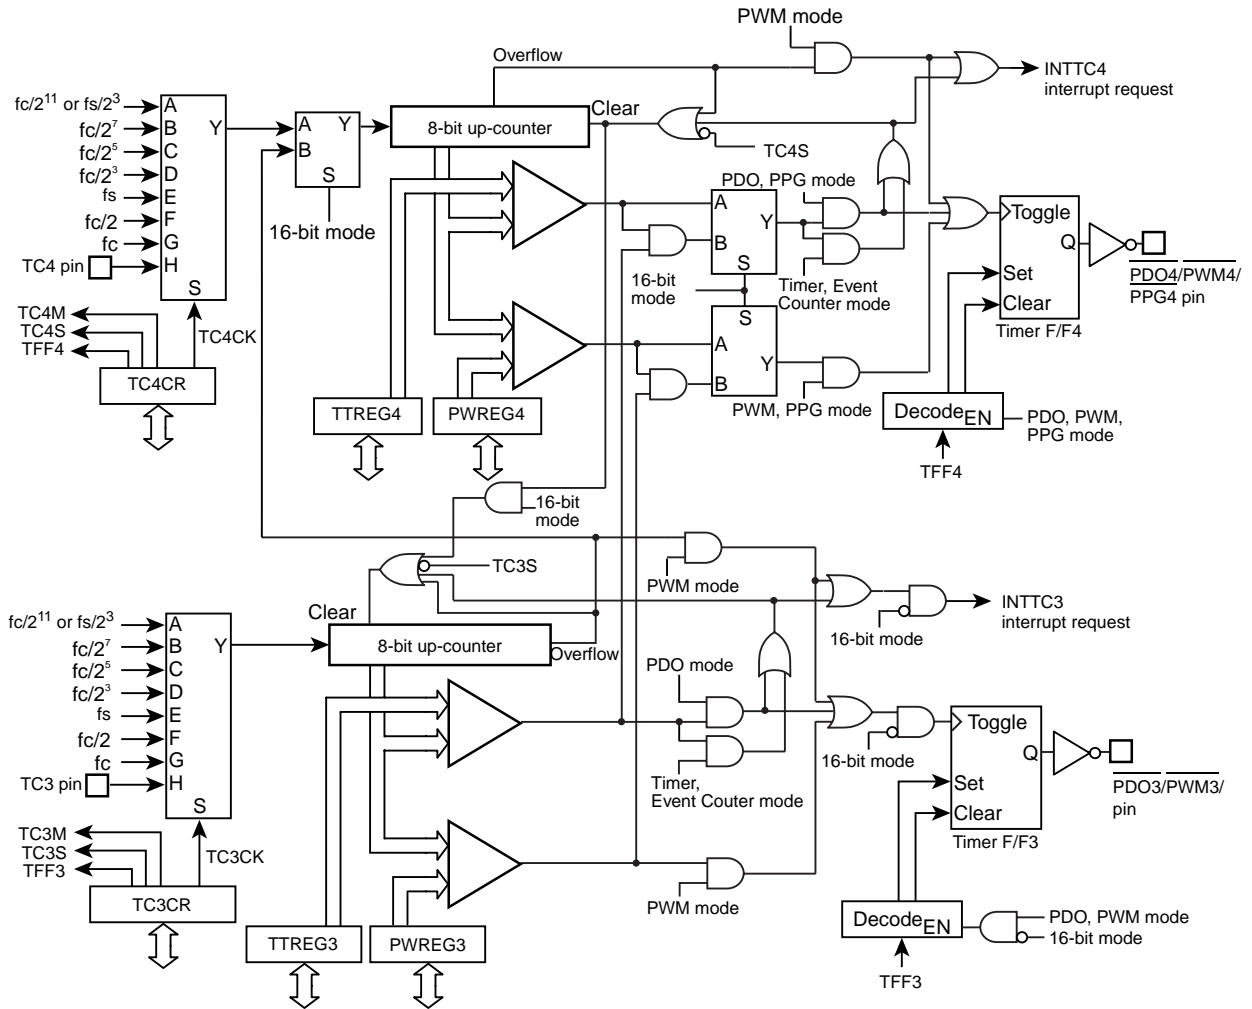 PWM mode
Overflow
INTTC4
interrupt request
fc/2¹¹ or fs/2³
fc/2⁷
fc/2⁵
fc/2³
fs
fc/2
fc
TC4 pin
A
B
C
D
E
F
G
H
Y
S
A
B
Y
S
16-bit mode
8-bit up-counter
Clear
TC4S
PDO, PPG mode
A
B
Y
S
16-bit
mode
Timer, Event
Counter mode
S
A
B
Y
PWM, PPG mode
Toggle
Q
Set
Clear
Timer F/F4
PDO4/PWM4/
PPG4 pin
TC4M
TC4S
TFF4
TC4CK
TC4CR
TTREG4
PWREG4
Decode EN
PDO, PWM,
PPG mode
TFF4
16-bit
mode
TC3S
PWM mode
INTTC3
interrupt request
16-bit mode
Clear
8-bit up-counter
Overflow
fc/2¹¹ or fs/2³
fc/2⁷
fc/2⁵
fc/2³
fs
fc/2
fc
TC3 pin
A
B
C
D
E
F
G
H
Y
S
PDO mode
Timer,
Event Couter mode
16-bit mode
Toggle
Q
Set
Clear
Timer F/F3
PDO3/PWM3/
pin
TC3M
TC3S
TFF3
TC3CK
TC3CR
TTREG3
PWREG3
PWM mode
Decode EN
PDO, PWM mode
16-bit mode
TFF3